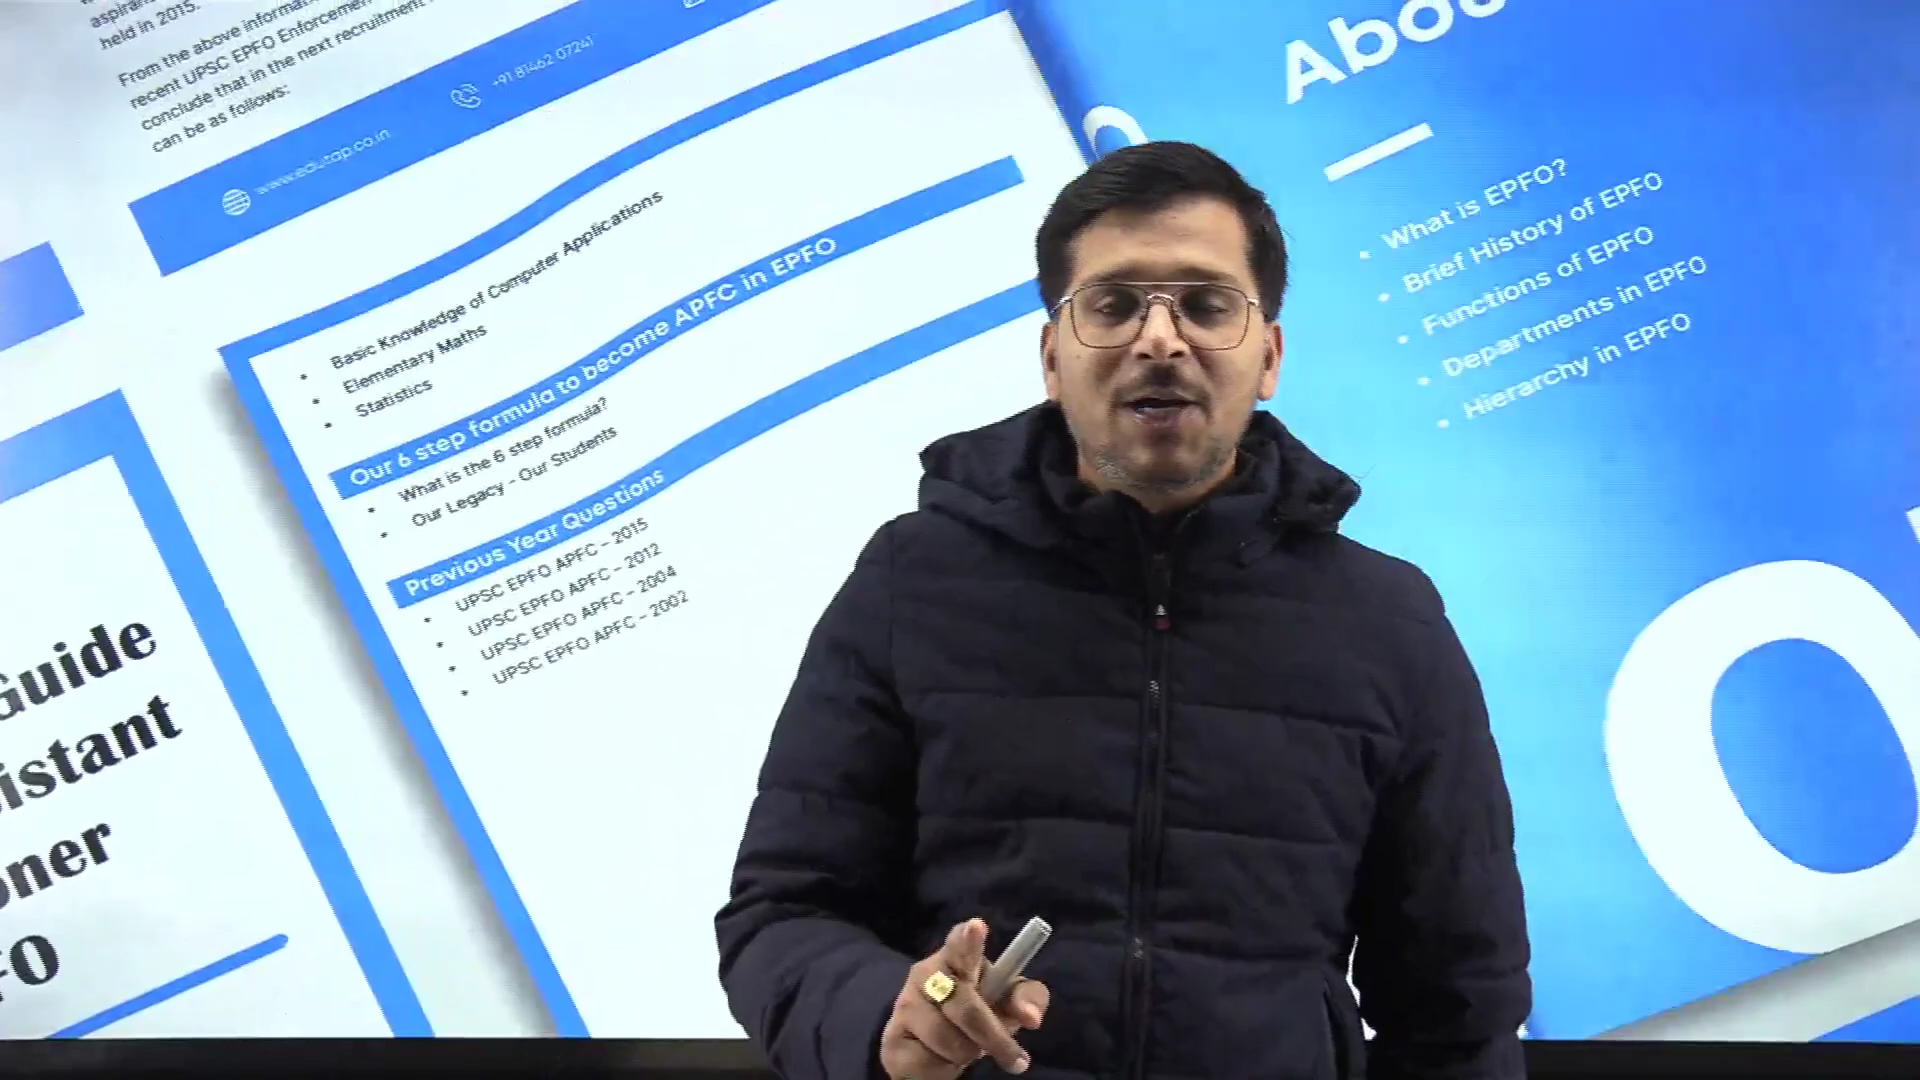 aspiran
held in 2015.
From the above informa
recent UPSC EPFO Enforcemen
conclude that in the next recruitment
can be as follows:
www.edutap.co.in
+91 81462 07241
Basic Knowledge of Computer Applications
Elementary Maths
Statistics
Our 6 step formula to become APFC in EPFO
What is the 6 step formula?
Our Legacy - Our Students
Previous Year Questions
UPSC EPFO APFC – 2015
UPSC EPFO APFC – 2012
UPSC EPFO APFC – 2004
UPSC EPFO APFC – 2002
Guide
istant
oner
FO
Abou
What is EPFO?
Brief History of EPFO
Functions of EPFO
Departments in EPFO
Hierarchy in EPFO